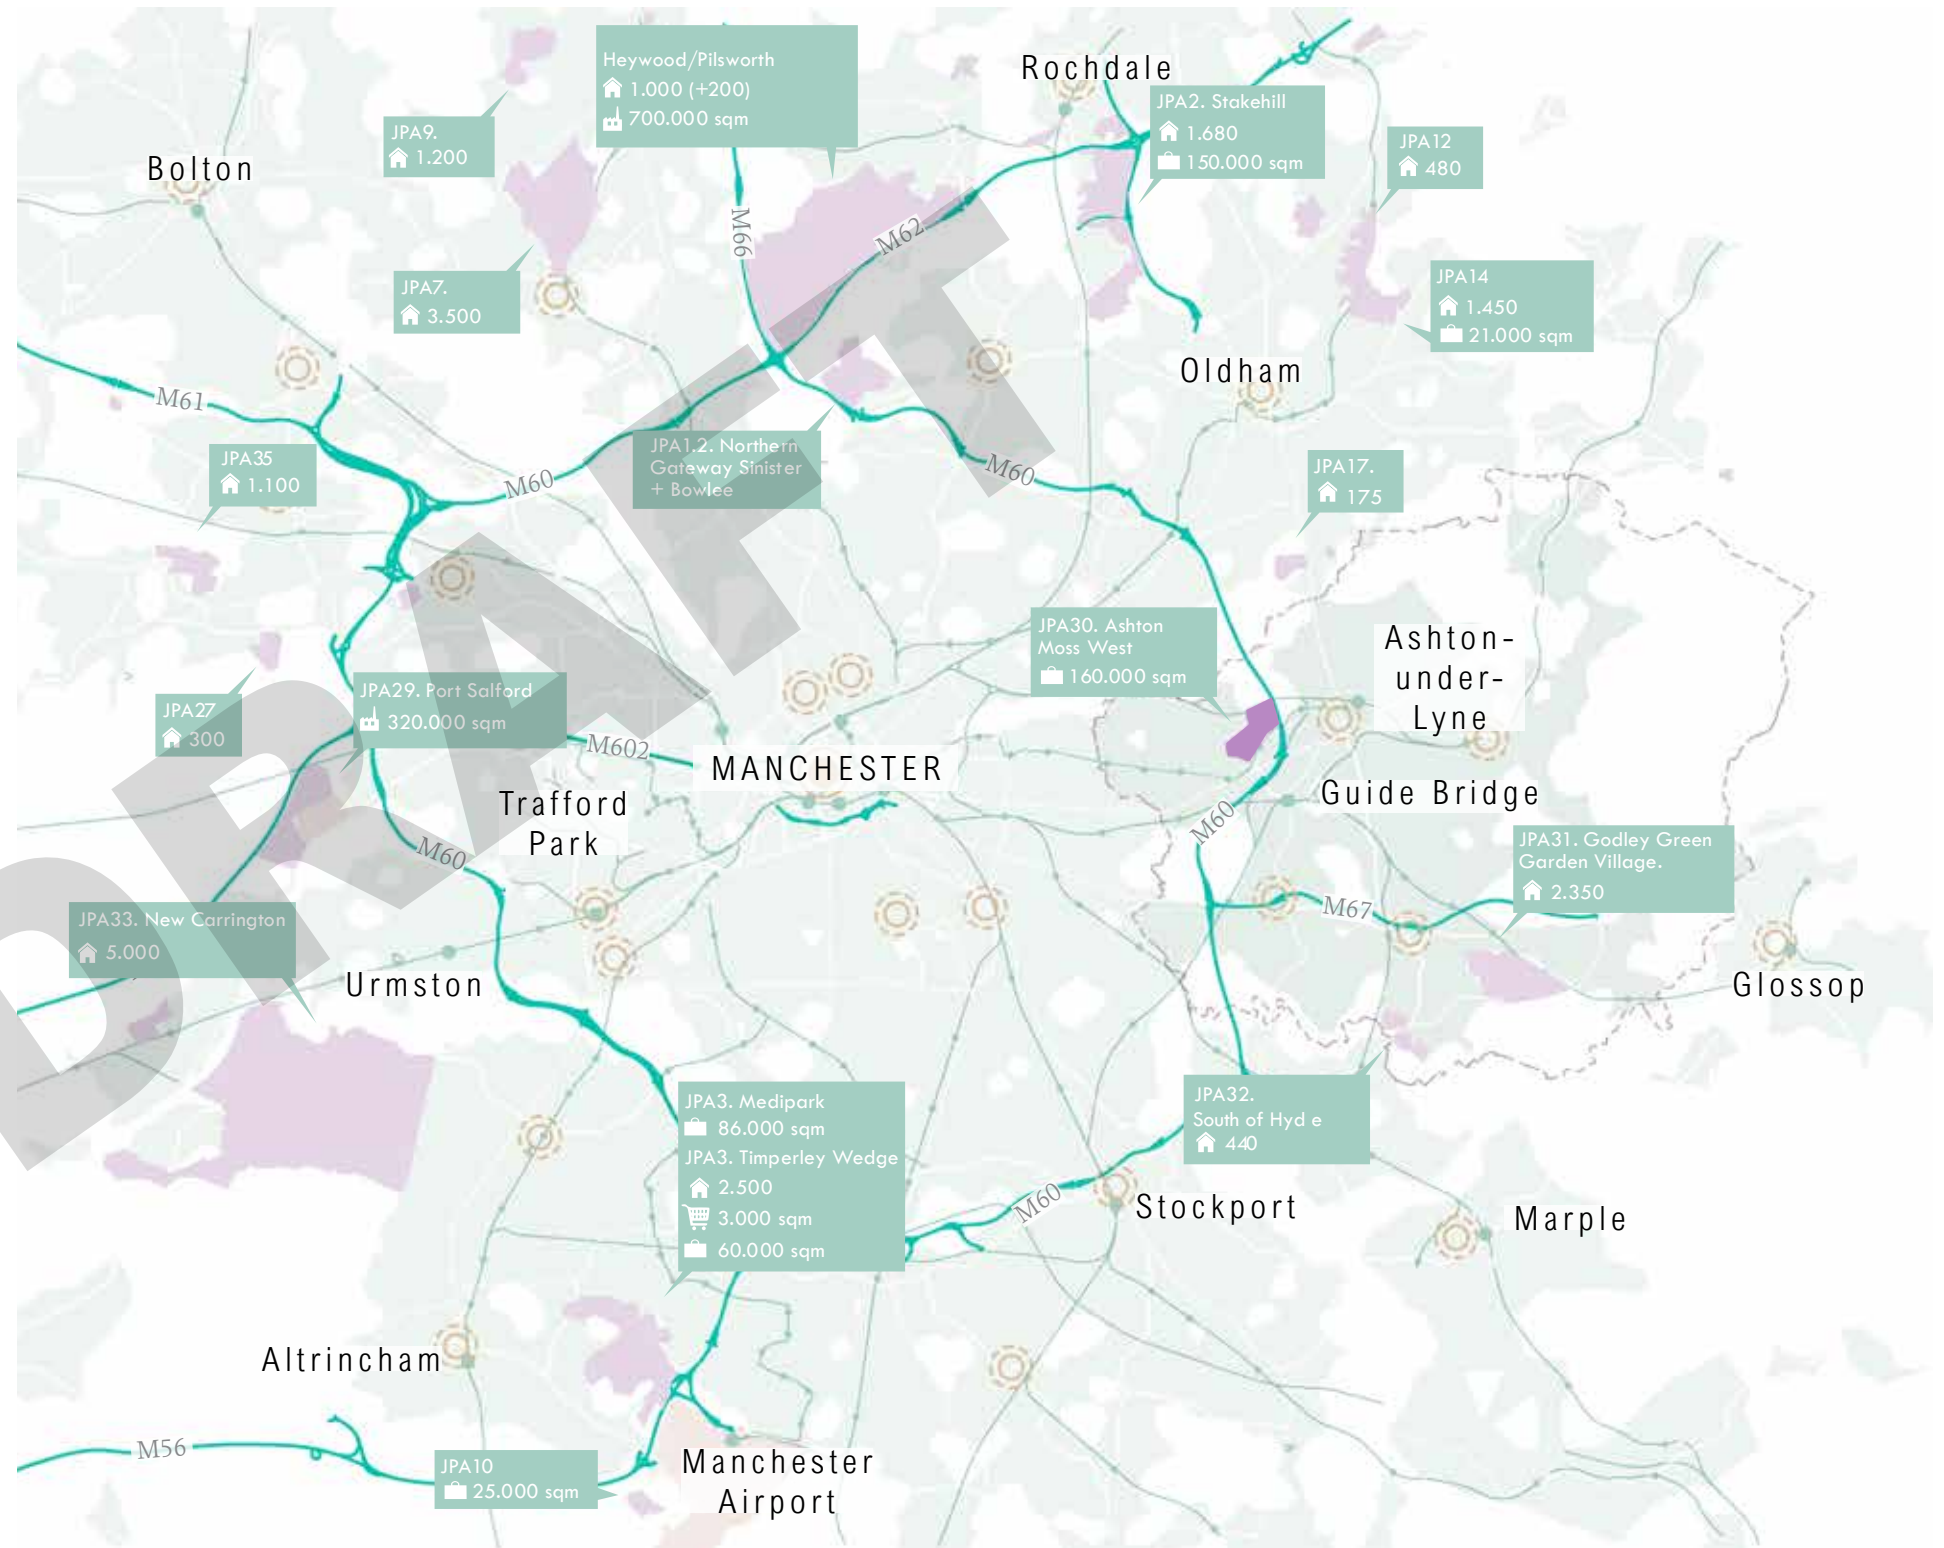 Heywood/Pilsworth
1.000 (+200)
700.000 sqm
Rochdale
JPA2. Stakehill
1.680
150.000 sqm
JPA9.
1.200
JPA12
480
Bolton
M66
M62
JPA7.
3.500
JPA14
1.450
21.000 sqm
Oldham
M61
JPA1.2. Northern
Gateway Sinister
+ Bowlee
JPA35
1.100
M60
M60
JPA17.
175
JPA30. Ashton
Moss West
160.000 sqm
Ashton-
under-
Lyne
JPA27
300
JPA29. Port Salford
320.000 sqm
M602
MANCHESTER
Trafford
Park
Guide Bridge
M60
M60
JPA31. Godley Green
Garden Village.
2.350
M67
JPA33. New Carrington
5.000
Urmston
Glossop
DRAFT
JPA3. Medipark
86.000 sqm
JPA3. Timperley Wedge
2.500
3.000 sqm
60.000 sqm
JPA32.
South of Hyd e
440
M60
Stockport
Marple
Altrincham
M56
JPA10
25.000 sqm
Manchester
Airport